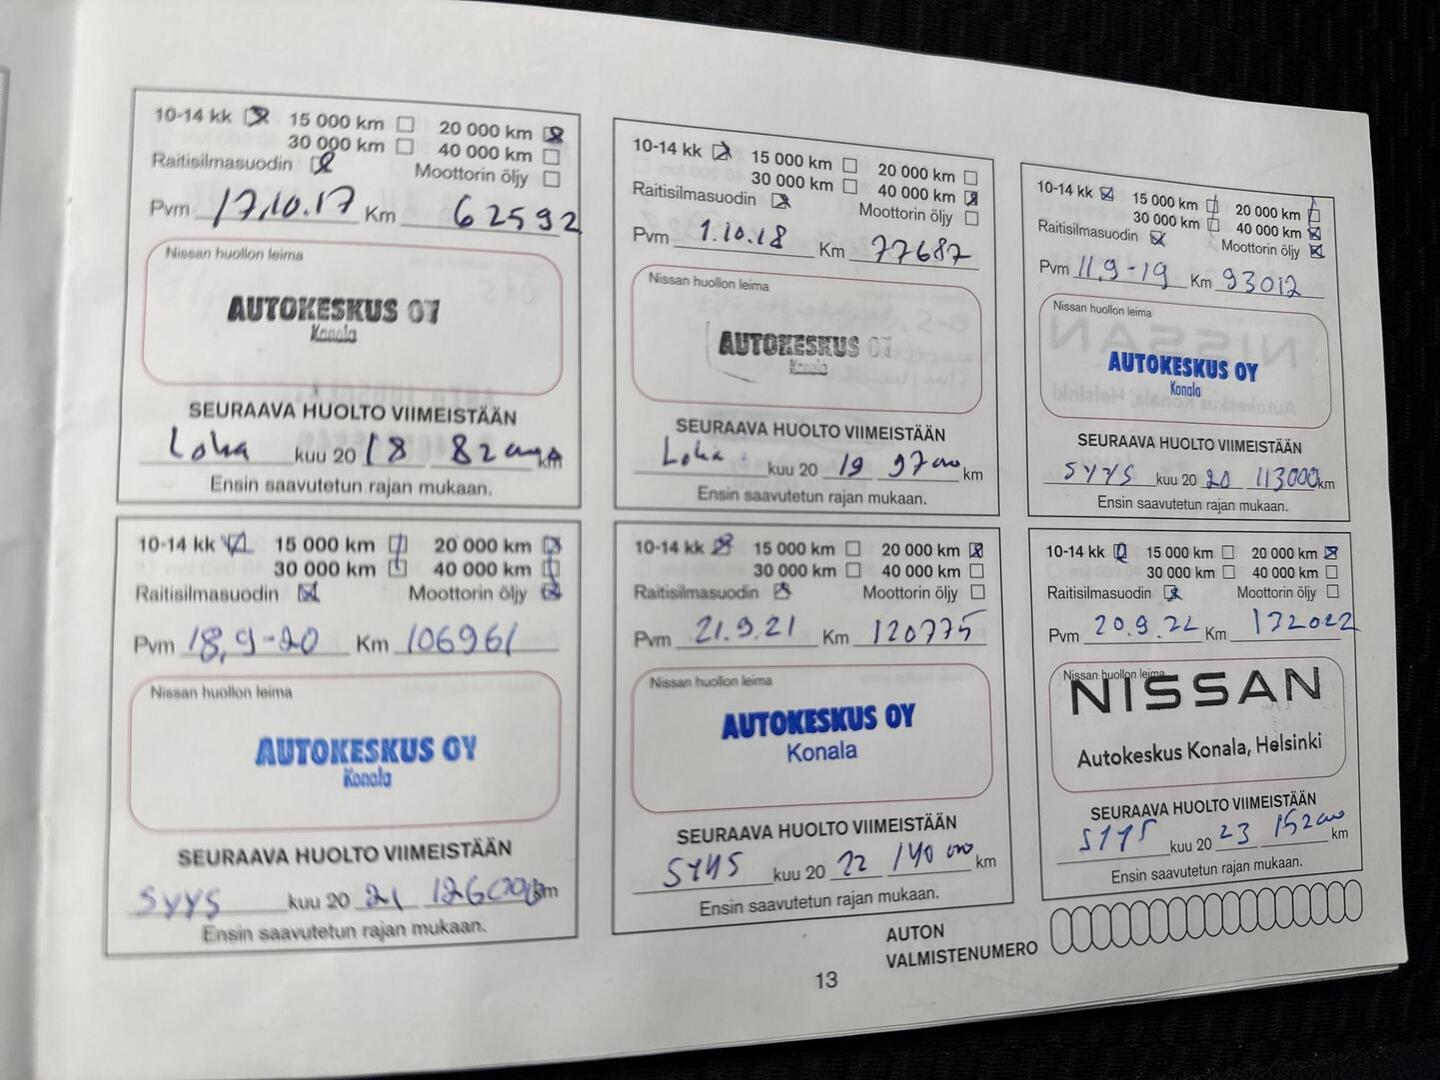 10-14 kk 15 000 km 20 000 km
30 000 km 40 000 km
Raitisilmasuodin Moottorin öljy
Pvm 17.10.17 Km 62592
Nissan huollon leima
AUTOKESKUS OY
Konala
SEURAAVA HUOLTO VIIMEISTÄÄN
Loka kuu 20 18 82000 km
Ensin saavutetun rajan mukaan.
10-14 kk 15 000 km 20 000 km
30 000 km 40 000 km
Raitisilmasuodin Moottorin öljy
Pvm 1.10.18 Km 77687
Nissan huollon leima
AUTOKESKUS OY
Konala
SEURAAVA HUOLTO VIIMEISTÄÄN
Loka kuu 20 19 97000 km
Ensin saavutetun rajan mukaan.
10-14 kk 15 000 km 20 000 km
30 000 km 40 000 km
Raitisilmasuodin Moottorin öljy
Pvm 11,9-19 Km 93012
Nissan huollon leima
AUTOKESKUS OY
Konala
SEURAAVA HUOLTO VIIMEISTÄÄN
SYYS kuu 20 20 113000 km
Ensin saavutetun rajan mukaan.
10-14 kk 15 000 km 20 000 km
30 000 km 40 000 km
Raitisilmasuodin Moottorin öljy
Pvm 18,9-20 Km 106961
Nissan huollon leima
AUTOKESKUS OY
Konala
SEURAAVA HUOLTO VIIMEISTÄÄN
SYYS kuu 20 21 126000 km
Ensin saavutetun rajan mukaan.
10-14 kk 15 000 km 20 000 km
30 000 km 40 000 km
Raitisilmasuodin Moottorin öljy
Pvm 21.9.21 Km 120775
Nissan huollon leima
AUTOKESKUS OY
Konala
SEURAAVA HUOLTO VIIMEISTÄÄN
SYYS kuu 20 22 140 000 km
Ensin saavutetun rajan mukaan.
10-14 kk 15 000 km 20 000 km
30 000 km 40 000 km
Raitisilmasuodin Moottorin öljy
Pvm 20.9.22 Km 132022
Nissan huollon leima
NISSAN
Autokeskus Konala, Helsinki
SEURAAVA HUOLTO VIIMEISTÄÄN
SYYS kuu 20 23 152000 km
Ensin saavutetun rajan mukaan.
AUTON
VALMISTENUMERO
13